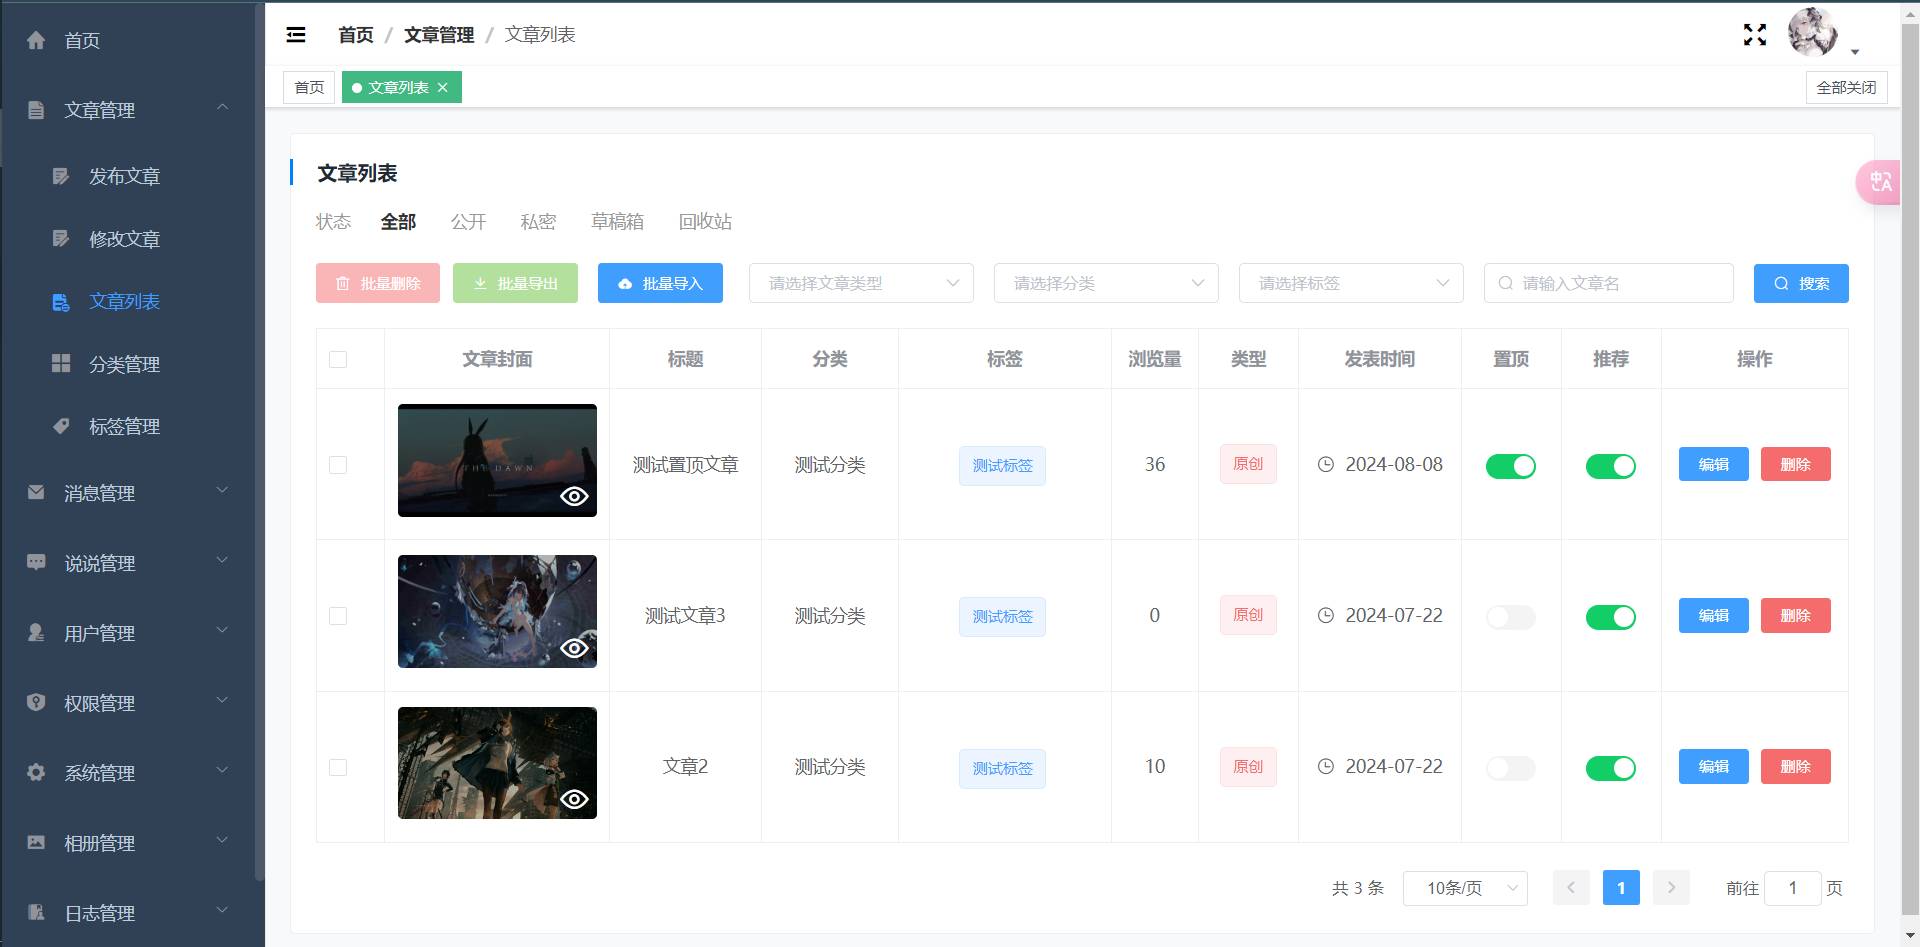 首页
文章管理
发布文章
修改文章
文章列表
分类管理
标签管理
消息管理
说说管理
用户管理
权限管理
系统管理
相册管理
日志管理
首页 / 文章管理 / 文章列表
首页 文章列表 全部关闭
文章列表
状态 全部 公开 私密 草稿箱 回收站
批量删除 批量导出 批量导入 请选择文章类型 请选择分类 请选择标签 请输入文章名 搜索
文章封面 标题 分类 标签 浏览量 类型 发表时间 置顶 推荐 操作
THE DAWN 测试置顶文章 测试分类 测试标签 36 原创 2024-08-08 编辑 删除
测试文章3 测试分类 测试标签 0 原创 2024-07-22 编辑 删除
文章2 测试分类 测试标签 10 原创 2024-07-22 编辑 删除
共 3 条 10条/页 1 前往 1 页